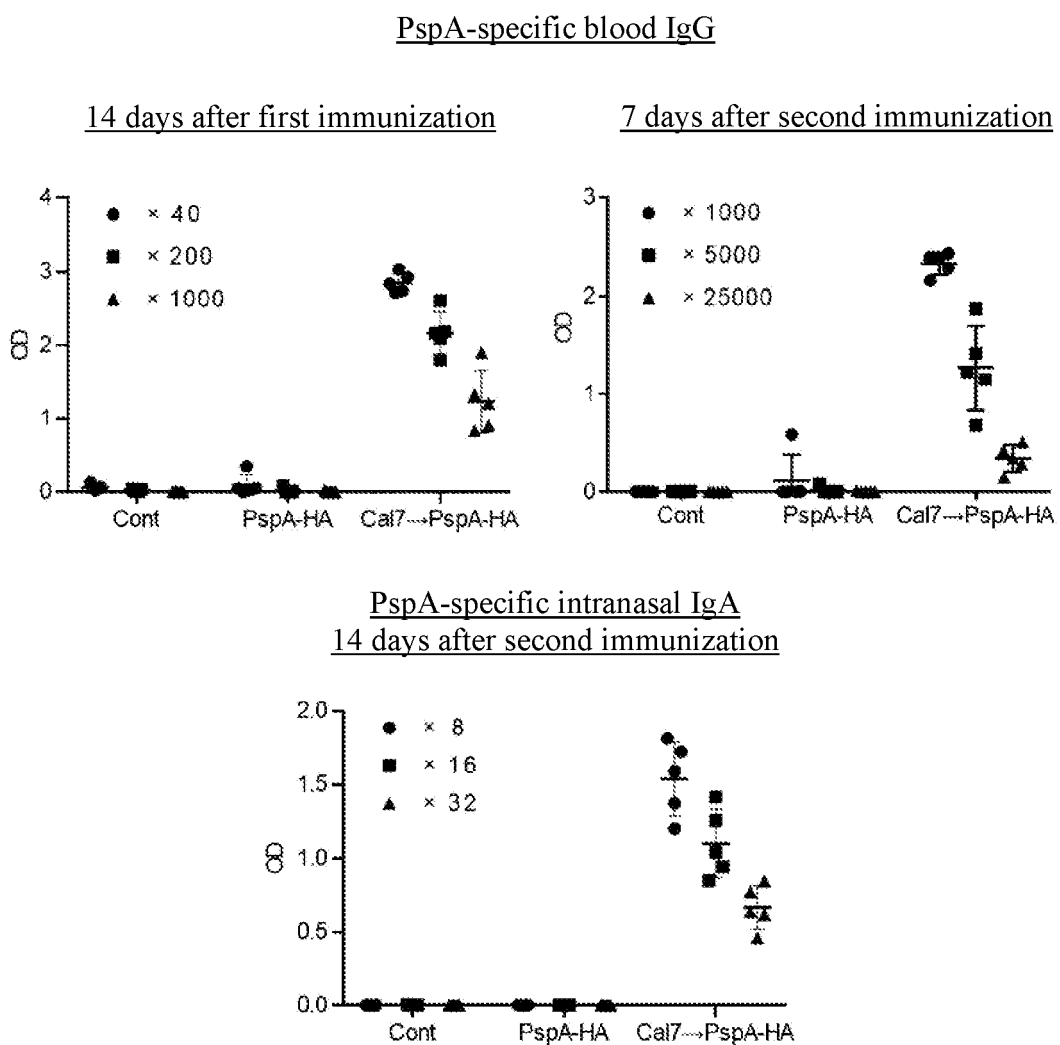 PspA-specific blood IgG
14 days after first immunization
4
3
2
1
0
OD
× 40
× 200
× 1000
Cont
PspA-HA
Cal7→PspA-HA
7 days after second immunization
3
2
1
0
OD
× 1000
× 5000
× 25000
Cont
PspA-HA
Cal7→PspA-HA
PspA-specific intranasal IgA
14 days after second immunization
2.0
1.5
1.0
0.5
0.0
OD
× 8
× 16
× 32
Cont
PspA-HA
Cal7→PspA-HA